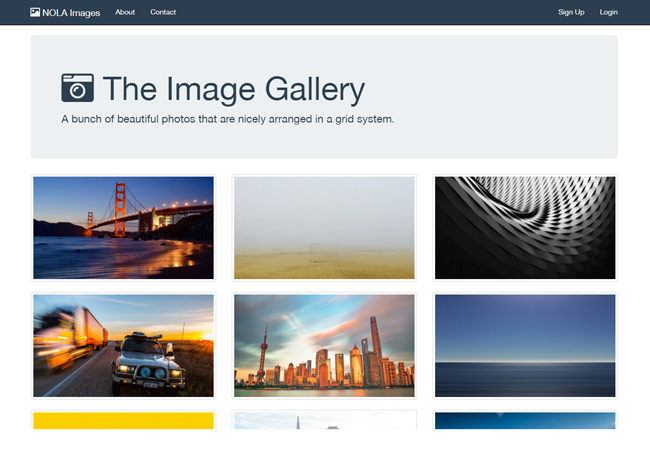 NOLA Images About Contact Sign Up Login
The Image Gallery
A bunch of beautiful photos that are nicely arranged in a grid system.